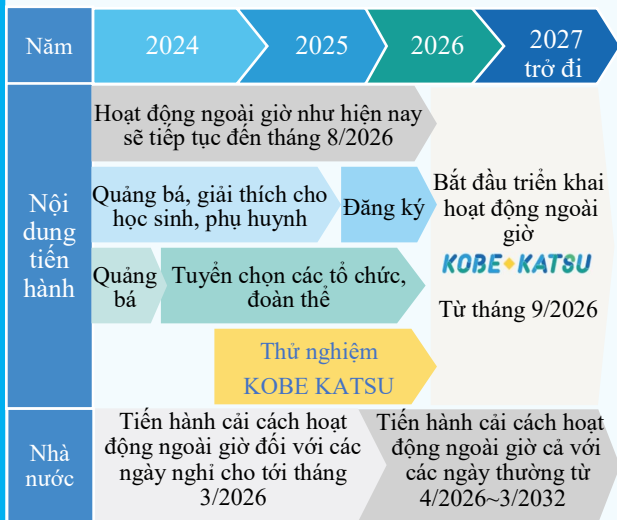 Năm
2024
2025
2026
2027
trở đi
Nội
dung
tiến
hành
Hoạt động ngoài giờ như hiện nay
sẽ tiếp tục đến tháng 8/2026
Quảng bá, giải thích cho
học sinh, phụ huynh
Đăng ký
Quảng
bá
Tuyển chọn các tổ chức,
đoàn thể
Thử nghiệm
KOBE KATSU
Bắt đầu triển khai
hoạt động ngoài
giờ
KOBE◆KATSU
Từ tháng 9/2026
Nhà
nước
Tiến hành cải cách hoạt
động ngoài giờ đối với các
ngày nghỉ cho tới tháng
3/2026
Tiến hành cải cách hoạt
động ngoài giờ cả với
các ngày thường từ
4/2026~3/2032